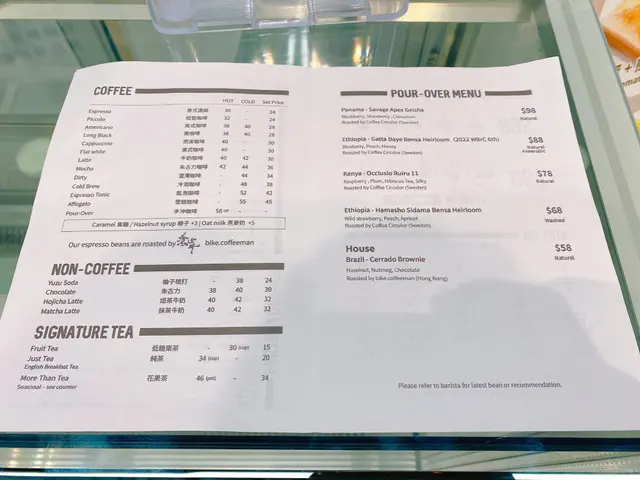 COFFEE
HOT COLD Set Price
Espresso 意式濃縮 30 - 24
Piccolo 短笛咖啡 32 - 28
Americano 美式咖啡 38 40 28
Long Black 黑咖啡 38 40 28
Cappuccino 泡沫咖啡 40 - 30
Flat white 澳式咖啡 40 - 30
Latte 牛奶咖啡 40 42 30
Mocha 朱古力咖啡 42 44 36
Dirty 污濁咖啡 - 44 34
Cold Brew 冷泡咖啡 - 48 38
Espresso Tonic 氣泡咖啡 - 52 42
Affogato 雪糕咖啡 - 55 45
Pour-Over 手沖咖啡 58 up - -
Caramel 焦糖 / Hazelnut syrup 榛子 +3 | Oat milk 燕麥奶 +5
Our espresso beans are roasted by bike.coffeeman
NON-COFFEE
Yuzu Soda 柚子梳打 - 38 24
Chocolate 朱古力 38 40 30
Hojicha Latte 焙茶牛奶 40 42 32
Matcha Latte 抹茶牛奶 40 42 32
SIGNATURE TEA
Fruit Tea 低糖菓茶 - 30 (cup) 15
Just Tea 純茶 34 (cup) - 20
English Breakfast Tea
More Than Tea 花菓茶 46 (pot) - 34
Seasonal - see counter
POUR-OVER MENU
Panama - Savage Apex Geisha $98
Blackberry, Strawberry, Cinnamon Natural
Roasted by Coffea Circulor (Sweden)
Ethiopia - Gatta Daye Bensa Heirloom (2022 WBrC 6th) $88
Blueberry, Peach, Honey Natural
Roasted by Coffea Circulor (Sweden) Anaerobic
Kenya - Occlusio Ruiru 11 $78
Raspberry, Plum, Hibiscus Tea, Silky Natural
Roasted by Coffea Circulor (Sweden)
Ethiopia - Hamasho Sidama Bensa Heirloom $68
Wild strawberry, Peach, Apricot Washed
Roasted by Coffea Circulor (Sweden)
House $58
Brazil - Cerrado Brownie Natural
Hazelnut, Nutmeg, Chocolate
Roasted by bike.coffeeman (Hong Kong)
Please refer to barista for latest bean or recommendation.